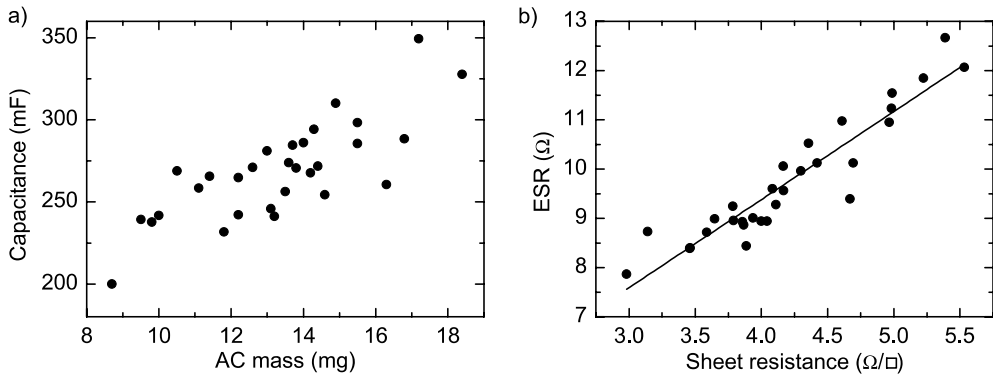 a)
350
300
250
200
Capacitance (mF)
8 10 12 14 16 18
AC mass (mg)
b)
13
12
11
10
9
8
7
ESR (Ω)
3.0 3.5 4.0 4.5 5.0 5.5
Sheet resistance (Ω/□)